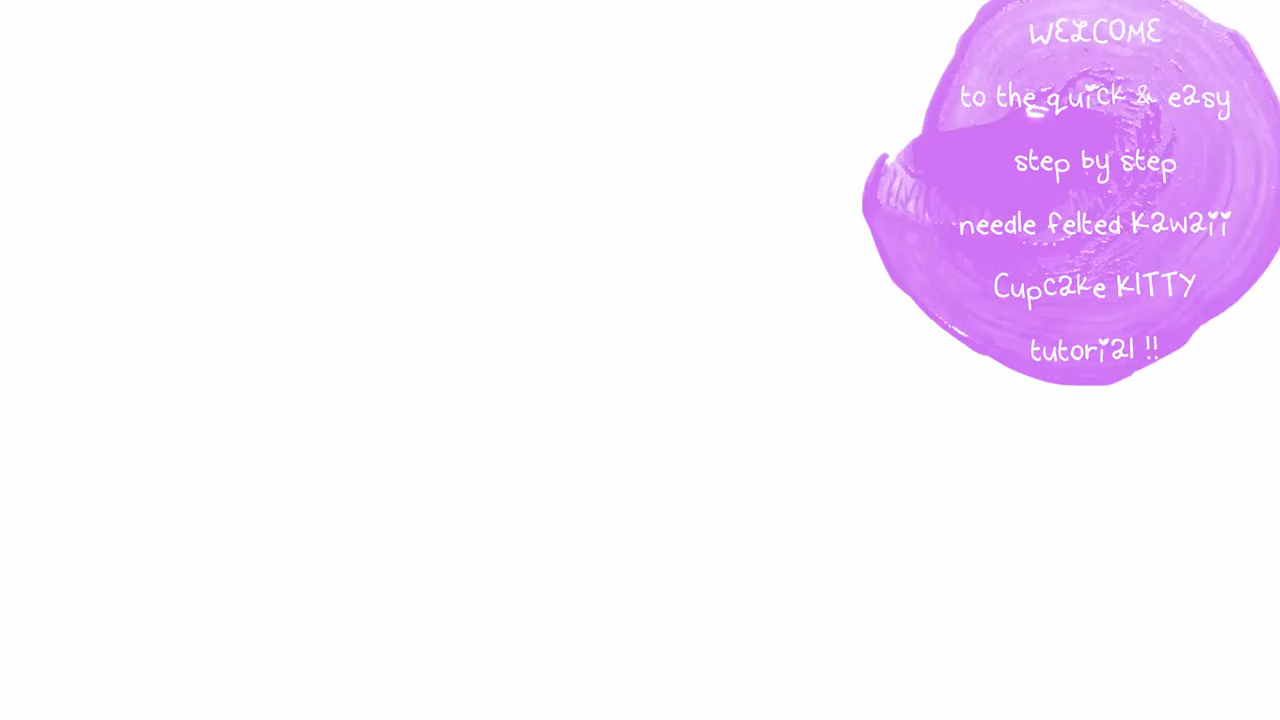 WELCOME
to the quick & easy
step by step
needle felted Kawaii
Cupcake KITTY
tutorial !!